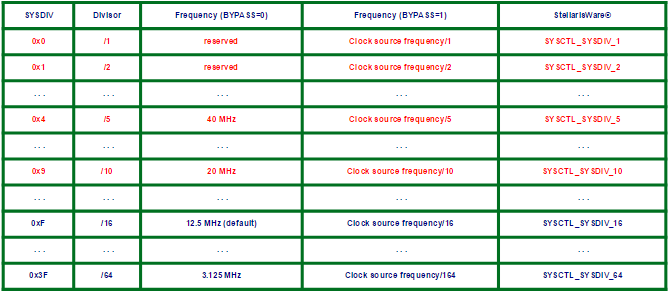 SYSDIV Divisor Frequency (BYPASS=0) Frequency (BYPASS=1) StellarisWare®
0x0 /1 reserved Clock source frequency/1 SYSCTL_SYSDIV_1
0x1 /2 reserved Clock source frequency/2 SYSCTL_SYSDIV_2
... ... ... ... ...
0x4 /5 40 MHz Clock source frequency/5 SYSCTL_SYSDIV_5
... ... ... ... ...
0x9 /10 20 MHz Clock source frequency/10 SYSCTL_SYSDIV_10
... ... ... ... ...
0xF /16 12.5 MHz (default) Clock source frequency/16 SYSCTL_SYSDIV_16
... ... ... ... ...
0x3F /64 3.125 MHz Clock source frequency/164 SYSCTL_SYSDIV_64